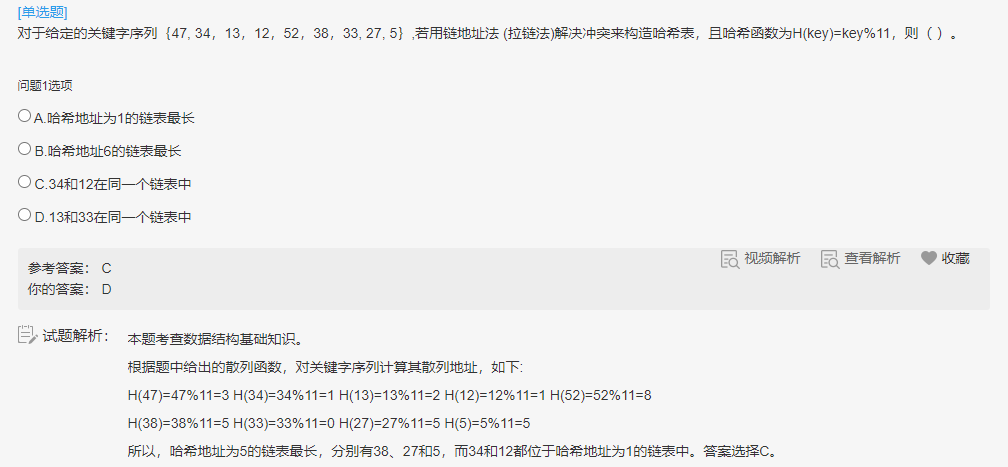 [单选题]
对于给定的关键字序列{47, 34，13，12，52，38，33, 27, 5｝,若用链地址法 (拉链法)解决冲突来构造哈希表，且哈希函数为H(key)=key%11，则（ ）。
问题1选项
A.哈希地址为1的链表最长
B.哈希地址6的链表最长
C.34和12在同一个链表中
D.13和33在同一个链表中
视频解析 查看解析 收藏
参考答案： C
你的答案： D
试题解析： 本题考查数据结构基础知识。
根据题中给出的散列函数，对关键字序列计算其散列地址，如下:
H(47)=47%11=3 H(34)=34%11=1 H(13)=13%11=2 H(12)=12%11=1 H(52)=52%11=8
H(38)=38%11=5 H(33)=33%11=0 H(27)=27%11=5 H(5)=5%11=5
所以，哈希地址为5的链表最长，分别有38、27和5，而34和12都位于哈希地址为1的链表中。答案选择C。